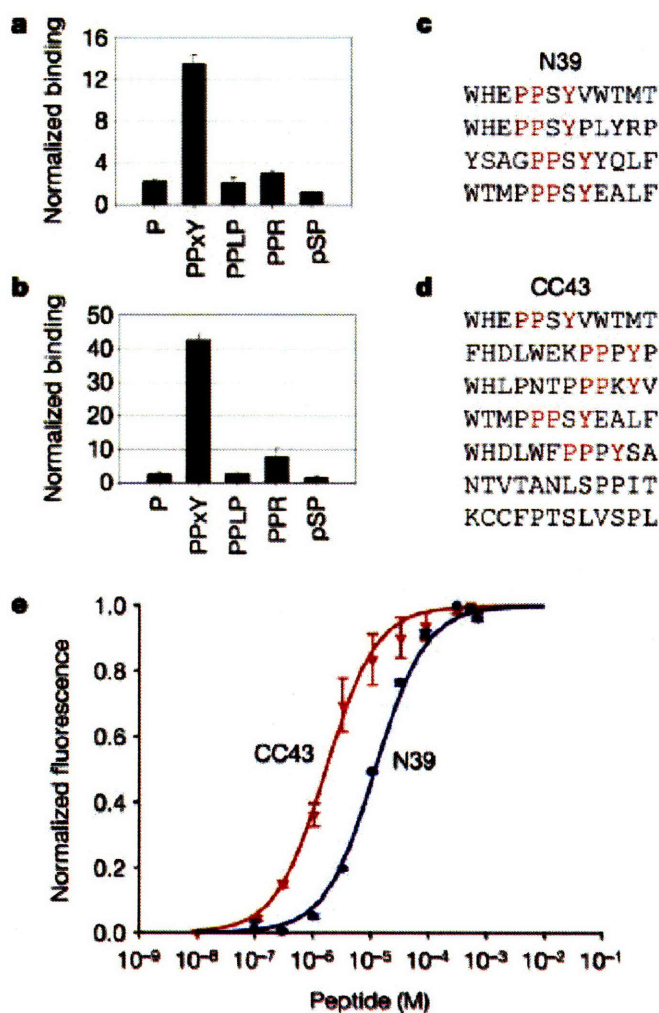 a
Normalized binding
16
12
8
4
0
P
PPxY
PPLP
PPR
pSP
b
Normalized binding
50
40
30
20
10
0
P
PPxY
PPLP
PPR
pSP
c
N39
WHEPPSYVWTMT
WHEPPSYPLYRP
YSAGPPSYYQLF
WTMPPPSYEALF
d
CC43
WHEPPSYVWTMT
FHDLWEKPPPYP
WHLPNTPPPKYV
WTMPPPSYEALF
WHDLWFPPPYSA
NTVTANLSPPIT
KCCFPTSLVSPL
e
Normalized fluorescence
1.0
0.8
0.6
0.4
0.2
0.0
CC43
N39
10⁻⁹ 10⁻⁸ 10⁻⁷ 10⁻⁶ 10⁻⁵ 10⁻⁴ 10⁻³ 10⁻² 10⁻¹
Peptide (M)